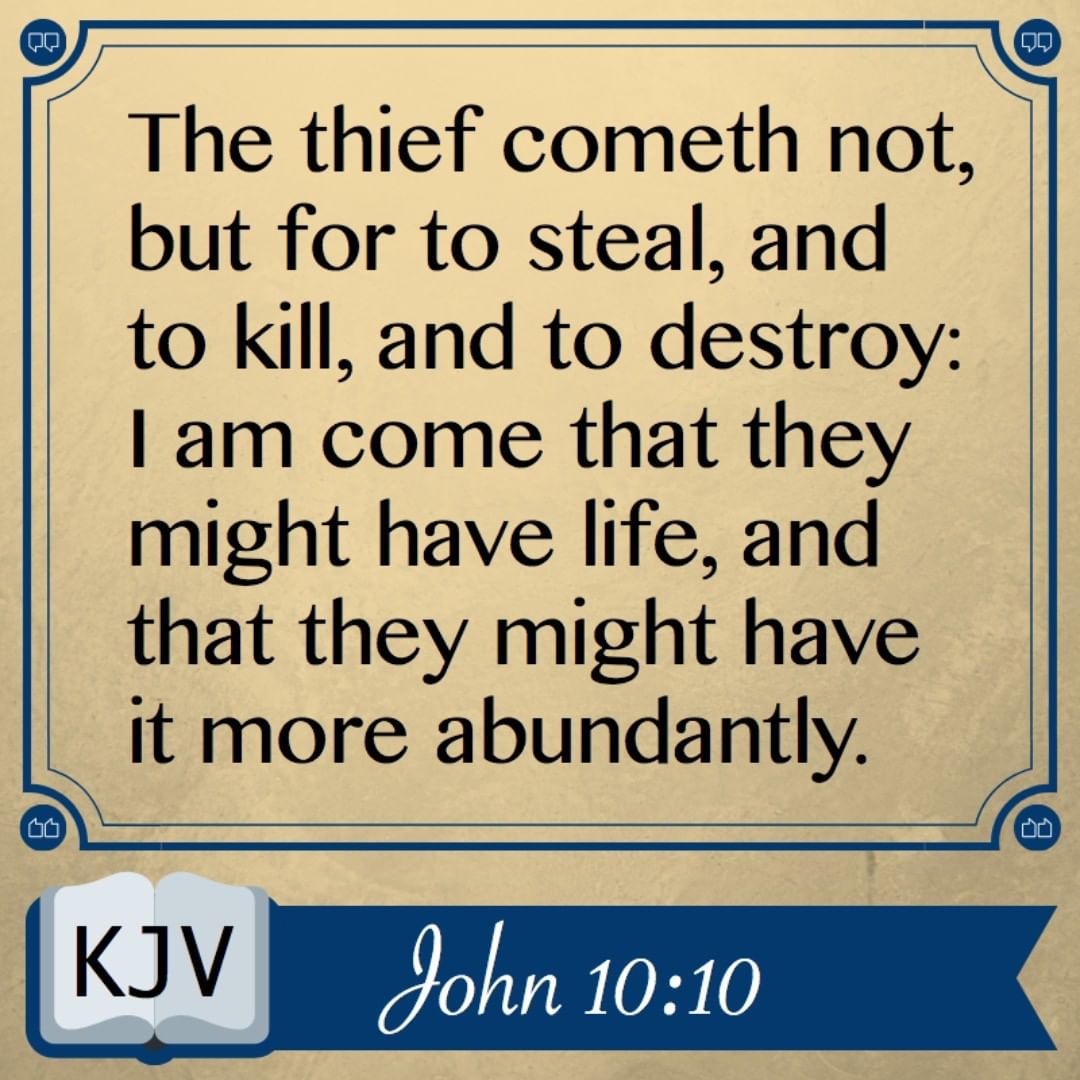 The thief cometh not,
but for to steal, and
to kill, and to destroy:
I am come that they
might have life, and
that they might have
it more abundantly.
KJV
John 10:10